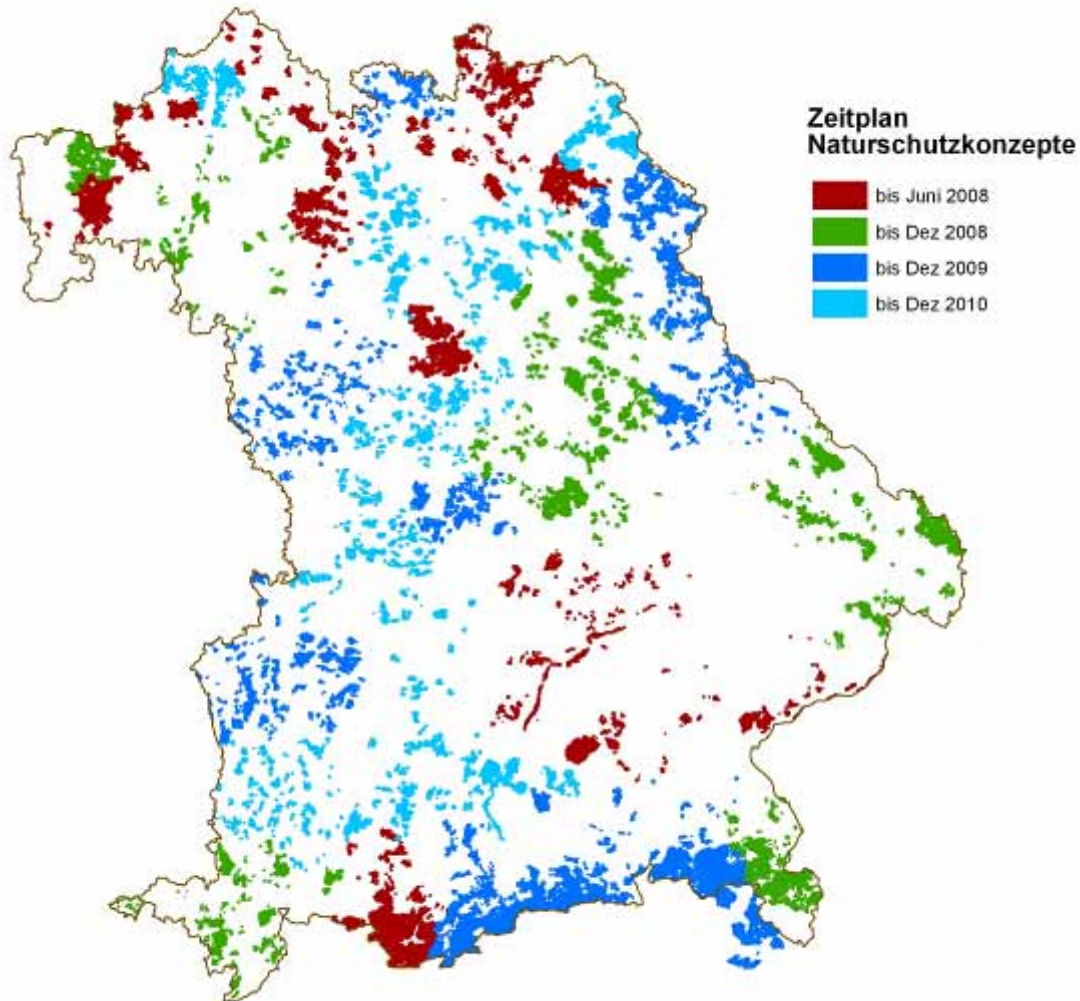 Zeitplan
Naturschutzkonzepte
bis Juni 2008
bis Dez 2008
bis Dez 2009
bis Dez 2010